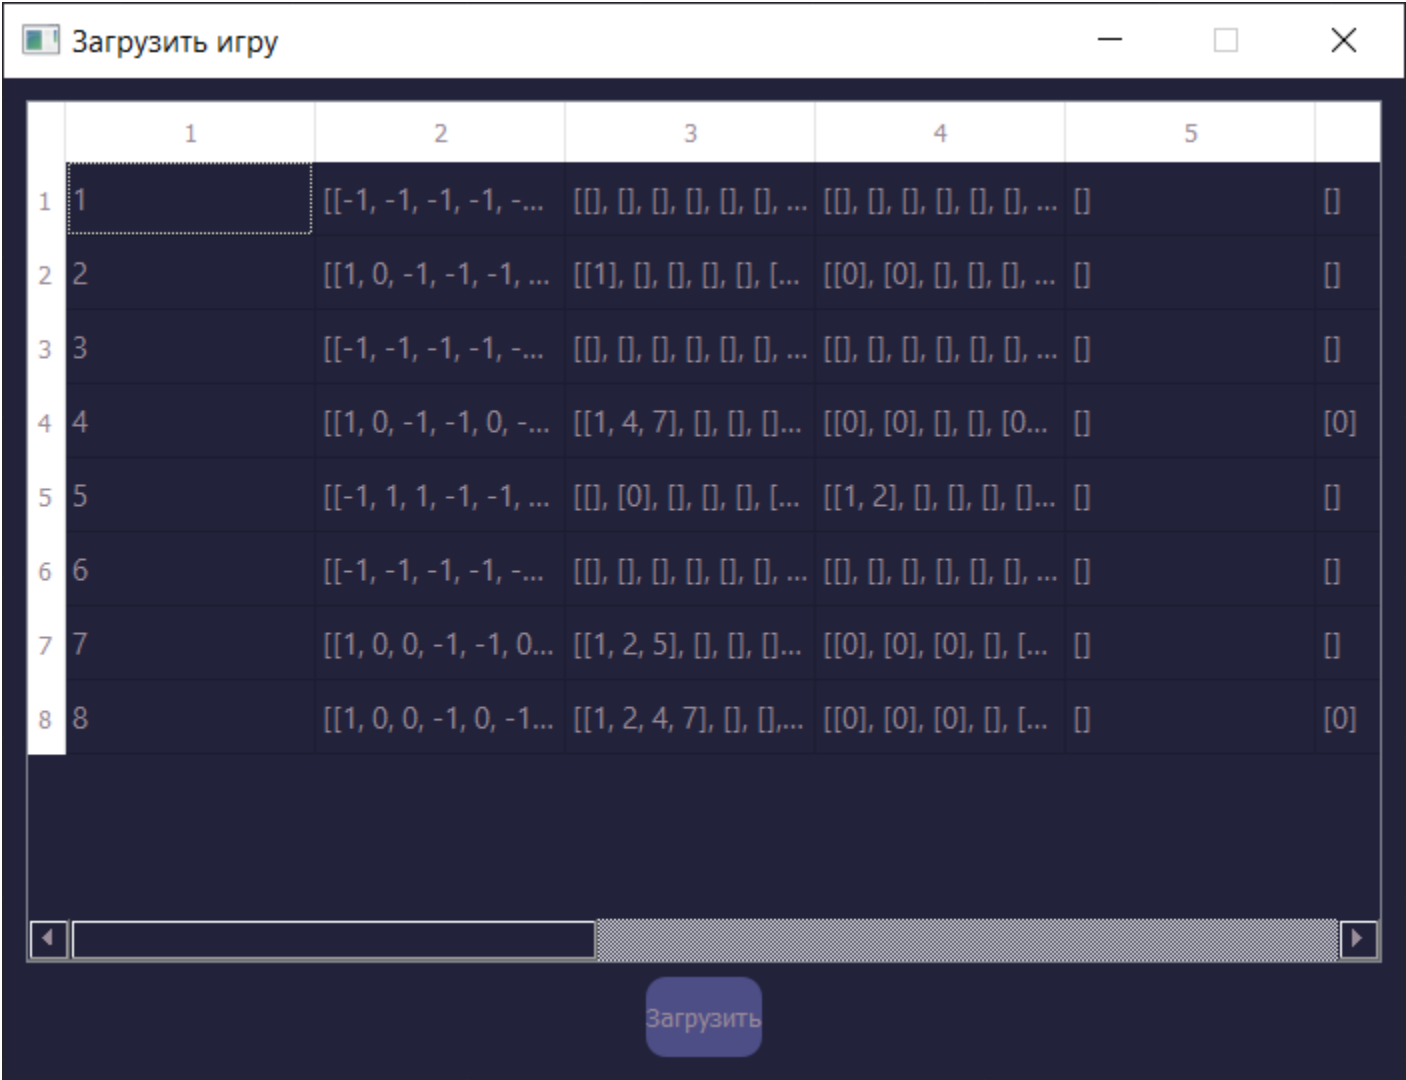 Загрузить игру
1 2 3 4 5
1 1 [[-1, -1, -1, -1, -... [[], [], [], [], [], [], ... [[], [], [], [], [], [], ... [] []
2 2 [[1, 0, -1, -1, -1, ... [[1], [], [], [], [], [... [[0], [0], [], [], [], ... [] []
3 3 [[-1, -1, -1, -1, -... [[], [], [], [], [], [], ... [[], [], [], [], [], [], ... [] []
4 4 [[1, 0, -1, -1, 0, -... [[1, 4, 7], [], [], []... [[0], [0], [], [], [0... [] [0]
5 5 [[-1, 1, 1, -1, -1, ... [[], [0], [], [], [], [... [[1, 2], [], [], [], []... [] []
6 6 [[-1, -1, -1, -1, -... [[], [], [], [], [], [], ... [[], [], [], [], [], [], ... [] []
7 7 [[1, 0, 0, -1, -1, 0... [[1, 2, 5], [], [], []... [[0], [0], [0], [], [... [] []
8 8 [[1, 0, 0, -1, 0, -1... [[1, 2, 4, 7], [], [],... [[0], [0], [0], [], [... [] [0]
Загрузить